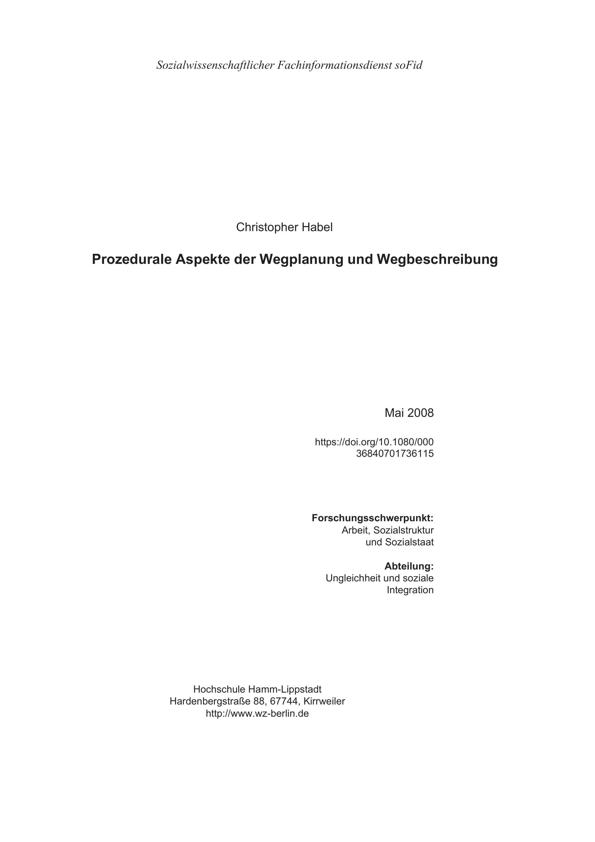 Sozialwissenschaftlicher Fachinformationsdienst soFid
Christopher Habel
Prozedurale Aspekte der Wegplanung und Wegbeschreibung
Mai 2008
https://doi.org/10.1080/000
36840701736115
Forschungsschwerpunkt:
Arbeit, Sozialstruktur
und Sozialstaat
Abteilung:
Ungleichheit und soziale
Integration
Hochschule Hamm-Lippstadt
Hardenbergstraße 88, 67744, Kirrweiler
http://www.wz-berlin.de